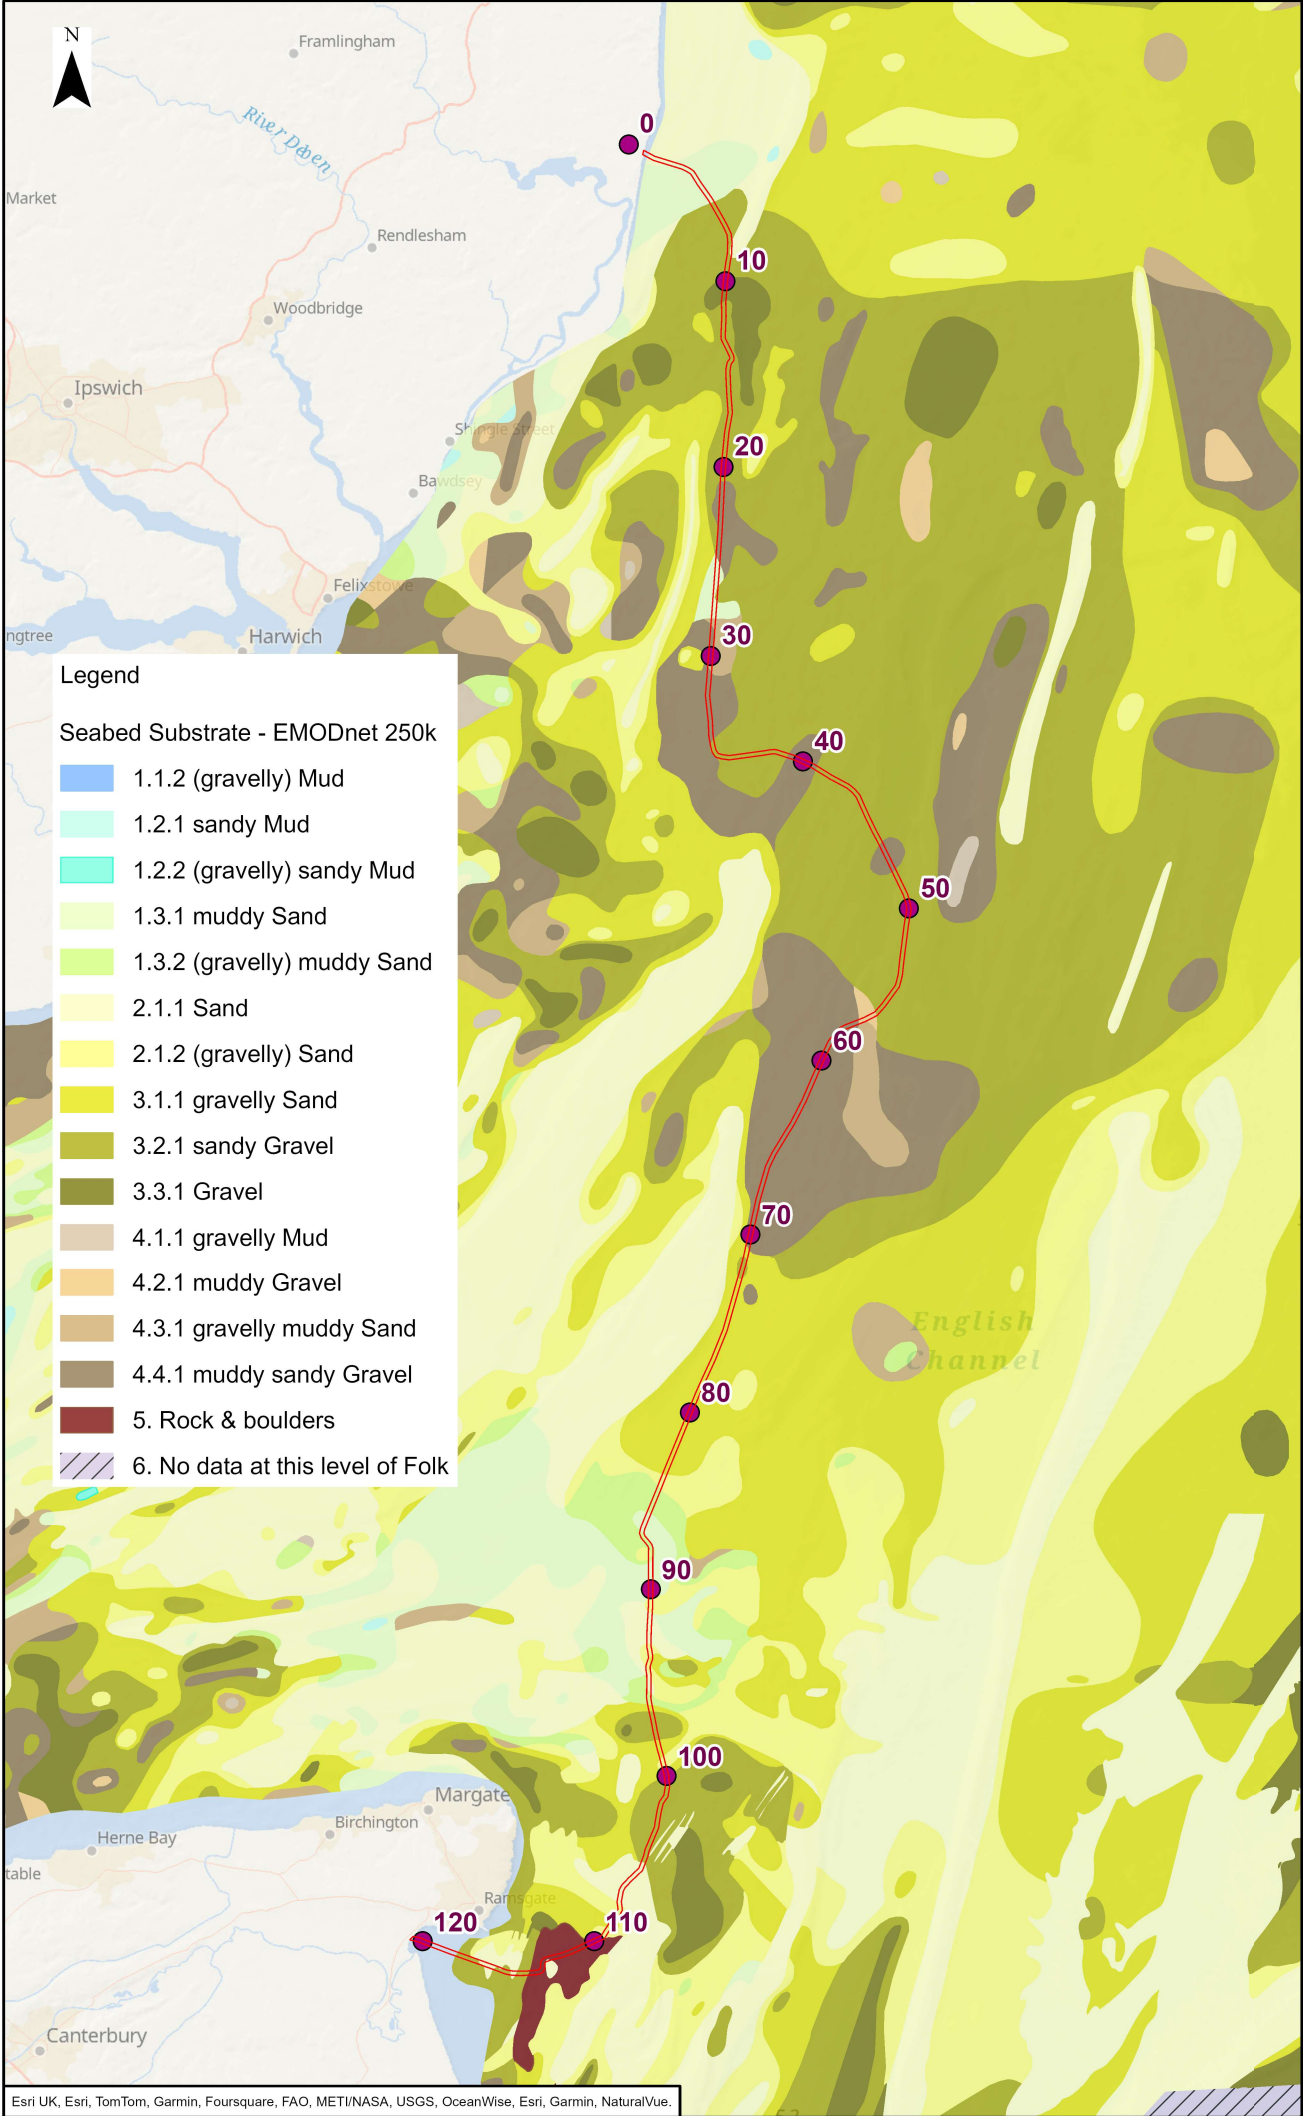 N
Framlingham
River Deben
0
Market
Rendlesham
10
Woodbridge
Ipswich
Shingle Street
20
Bawdsey
Felixstowe
ngtree
Harwich
30
Legend
Seabed Substrate - EMODnet 250k
40
1.1.2 (gravelly) Mud
1.2.1 sandy Mud
1.2.2 (gravelly) sandy Mud
50
1.3.1 muddy Sand
1.3.2 (gravelly) muddy Sand
2.1.1 Sand
60
2.1.2 (gravelly) Sand
3.1.1 gravelly Sand
3.2.1 sandy Gravel
3.3.1 Gravel
70
4.1.1 gravelly Mud
4.2.1 muddy Gravel
4.3.1 gravelly muddy Sand
English
Channel
4.4.1 muddy sandy Gravel
80
5. Rock & boulders
6. No data at this level of Folk
90
100
Margate
Birchington
Herne Bay
table
Ramsgate
120
110
Canterbury
Esri UK, Esri, TomTom, Garmin, Foursquare, FAO, METI/NASA, USGS, OceanWise, Esri, Garmin, NaturalVue.